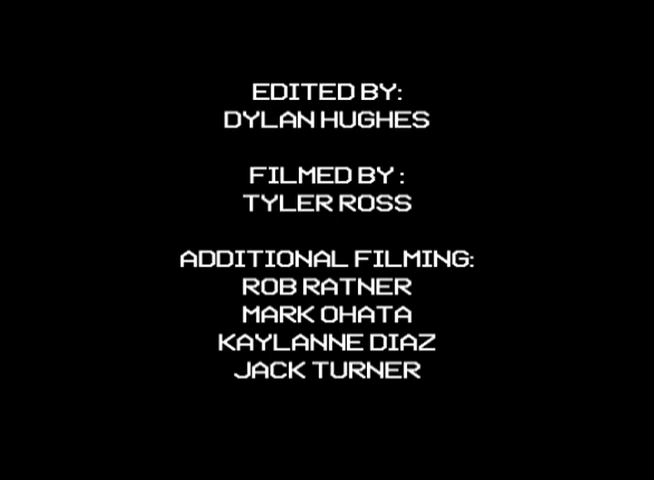 EDITED BY:
DYLAN HUGHES
FILMED BY :
TYLER ROSS
ADDITIONAL FILMING:
ROB RATNER
MARK OHATA
KAYLANNE DIAZ
JACK TURNER